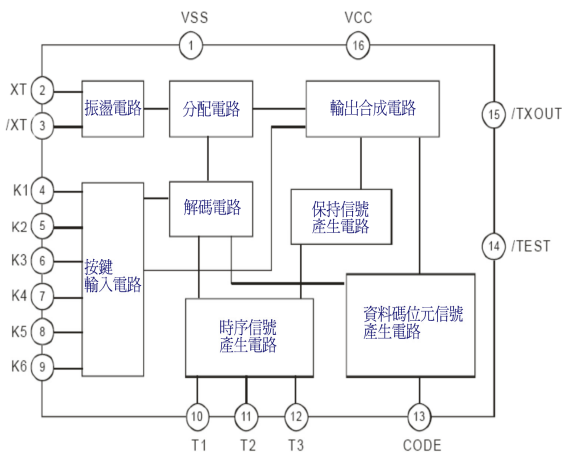 VSS
VCC
1
16
XT
2
/XT
3
振盪電路
分配電路
輸出合成電路
15
/TXOUT
K1
4
K2
5
K3
6
K4
7
K5
8
K6
9
按鍵
輸入電路
解碼電路
保持信號
產生電路
14
/TEST
時序信號
產生電路
資料碼位元信號
產生電路
10
11
12
13
T1
T2
T3
CODE